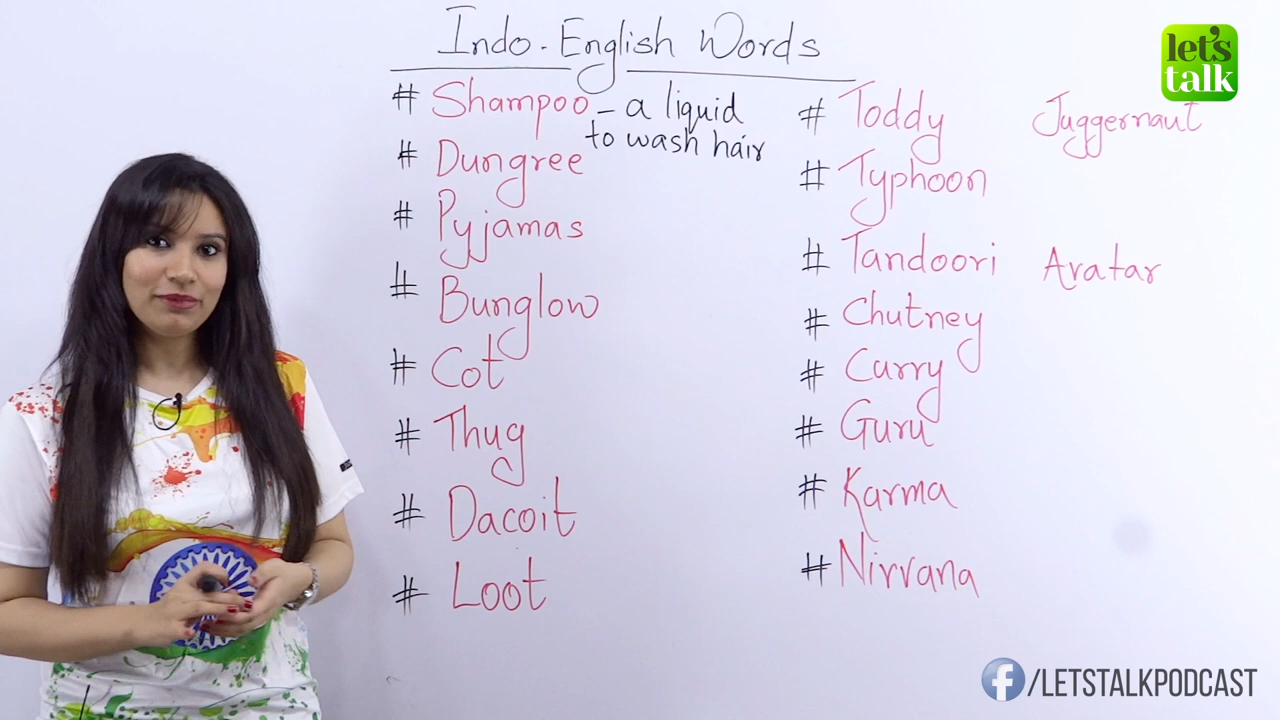 Indo-English Words
# Shampoo - a liquid
to wash hair
# Dungree
# Pyjamas
# Bunglow
# Cot
# Thug
# Dacoit
# Loot
# Toddy
# Typhoon
# Tandoori
# Chutney
# Curry
# Guru
# Karma
# Nirvana
Juggernaut
Avatar
let's
talk
f/LETSTALKPODCAST